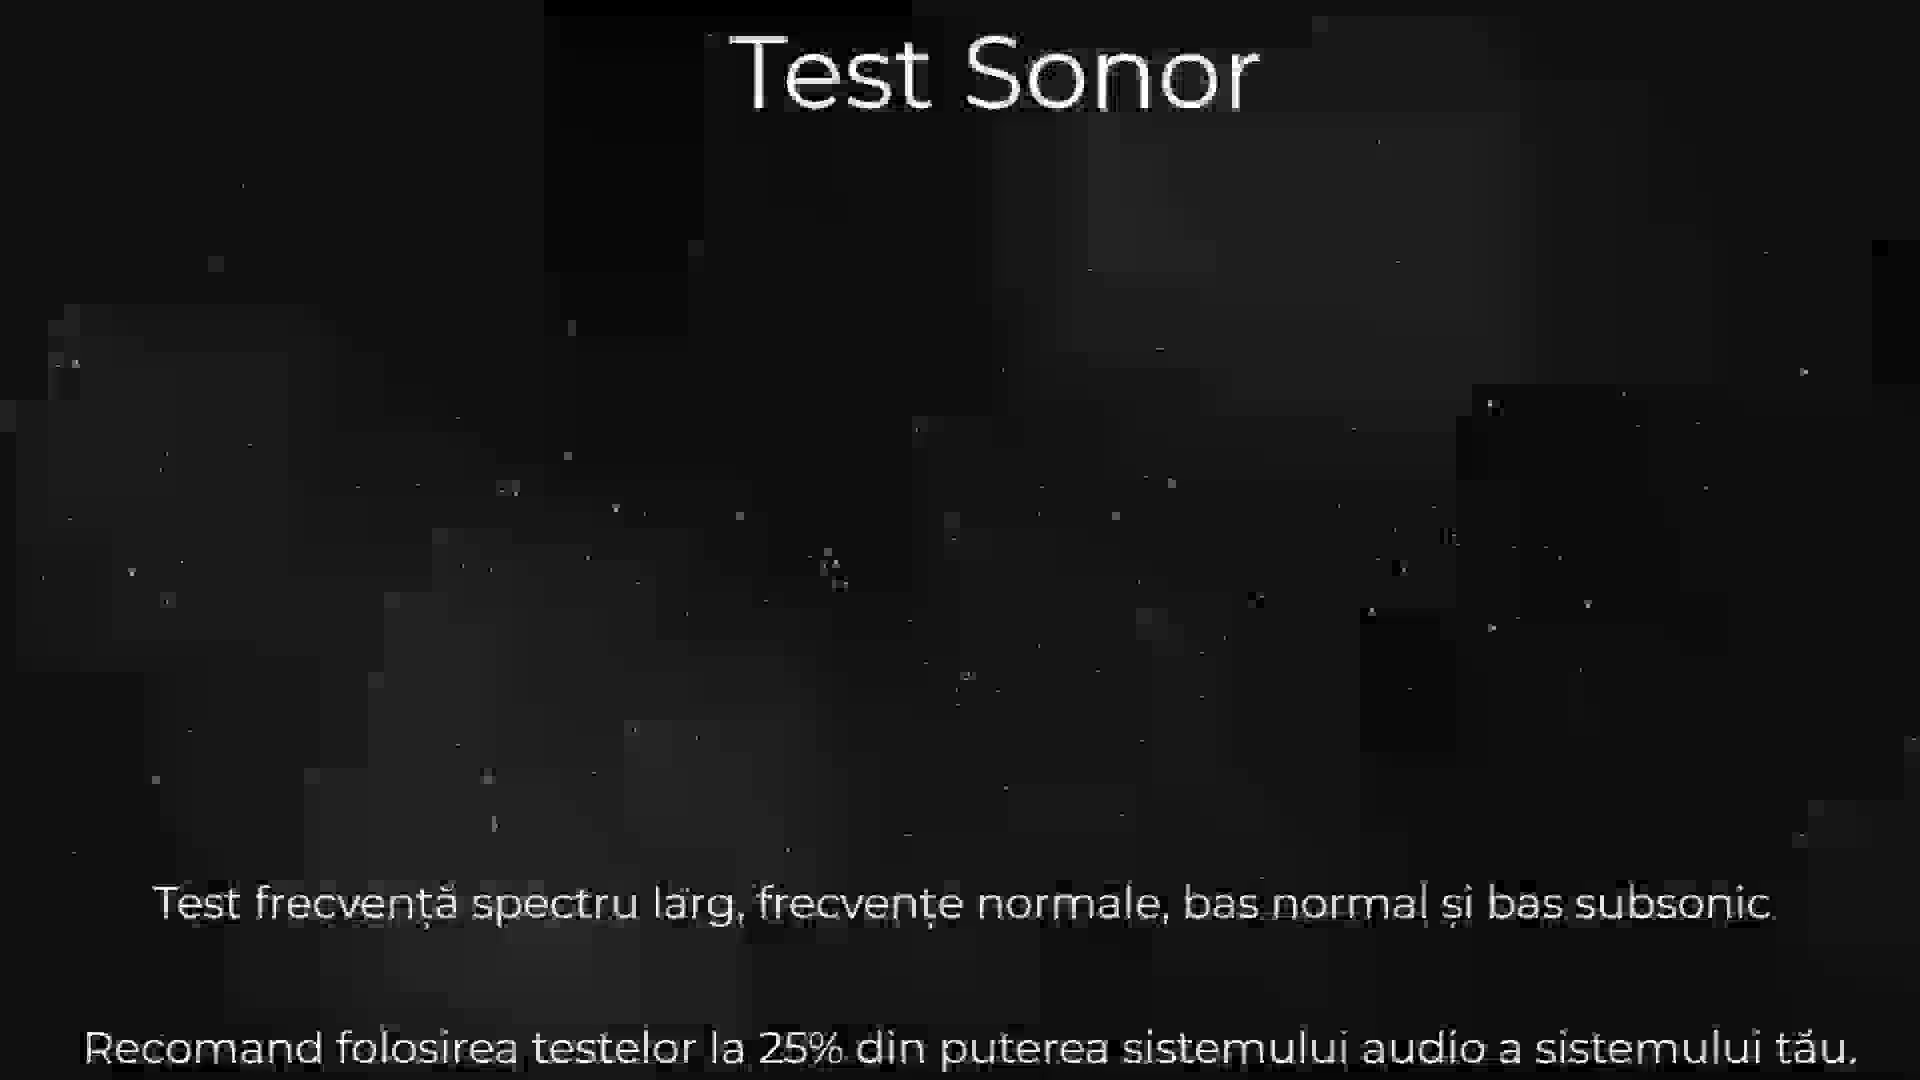 Test Sonor
Test frecvență spectru larg, frecvențe normale, bas normal și bas subsonic
Recomand folosirea testelor la 25% din puterea sistemului audio a sistemului tău.